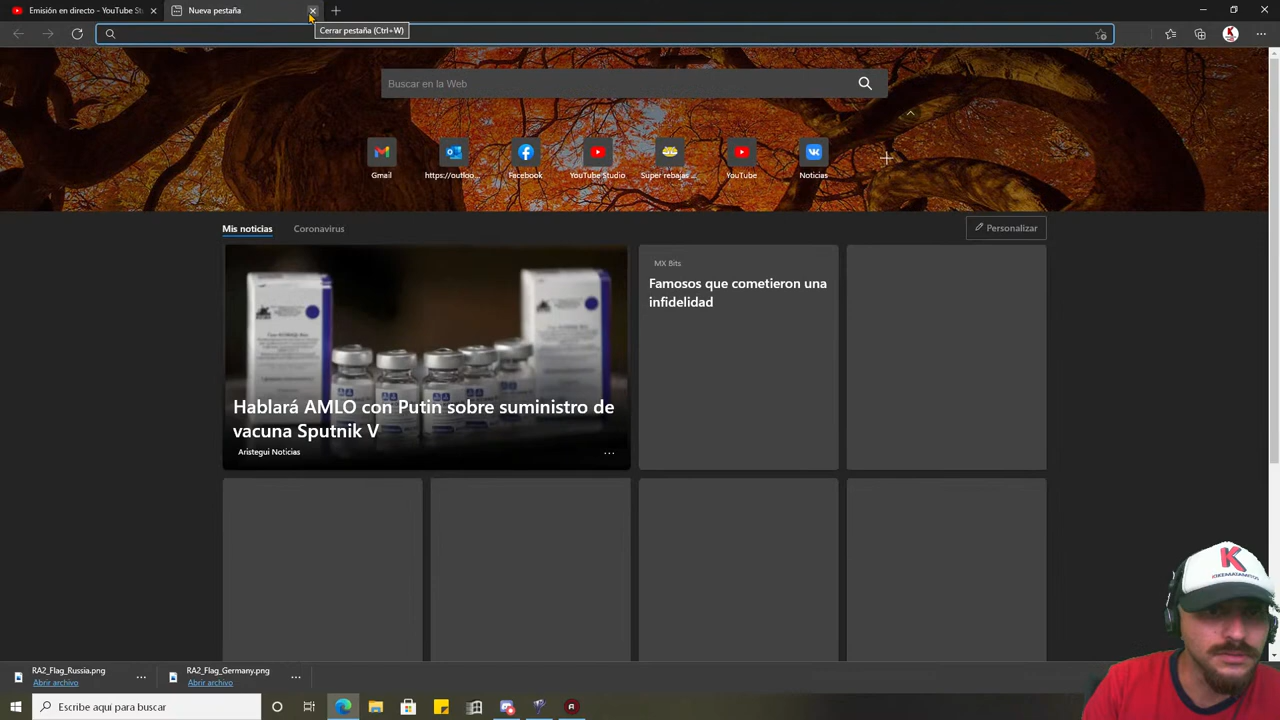 Emisión en directo - YouTube Stu
Nueva pestaña
Cerrar pestaña (Ctrl+W)
Buscar en la Web
Gmail
https://outloo...
Facebook
YouTube Studio
Super rebajas ...
YouTube
Noticias
Mis noticias
Coronavirus
Personalizar
Hablará AMLO con Putin sobre suministro de
vacuna Sputnik V
Aristegui Noticias
MX Bits
Famosos que cometieron una
infidelidad
K
KIKEMATAMITOS
RA2_Flag_Russia.png
Abrir archivo
RA2_Flag_Germany.png
Abrir archivo
Escribe aquí para buscar